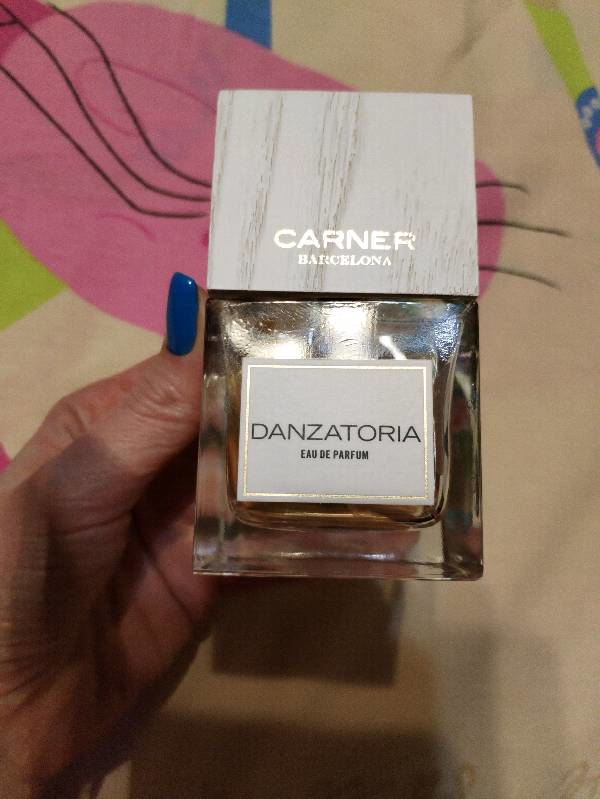 CARNER
BARCELONA
DANZATORIA
EAU DE PARFUM